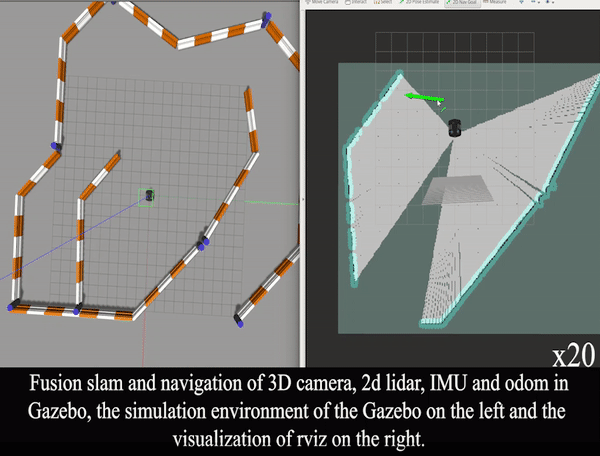 Move Camera Interact Select 2D Pose Estimate 2D Nav Goal Measure
x20
Fusion slam and navigation of 3D camera, 2d lidar, IMU and odom in
Gazebo, the simulation environment of the Gazebo on the left and the
visualization of rviz on the right.